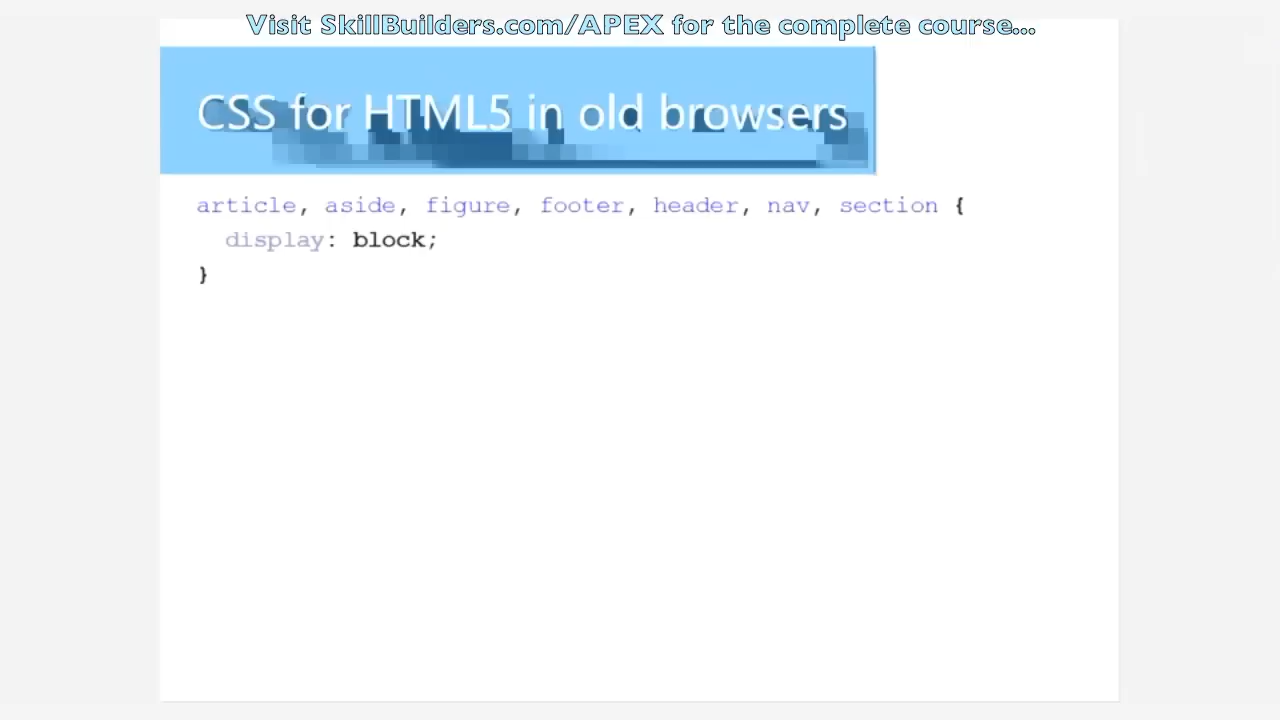 Visit SkillBuilders.com/APEX for the complete course...
CSS for HTML5 in old browsers
article, aside, figure, footer, header, nav, section {
display: block;
}